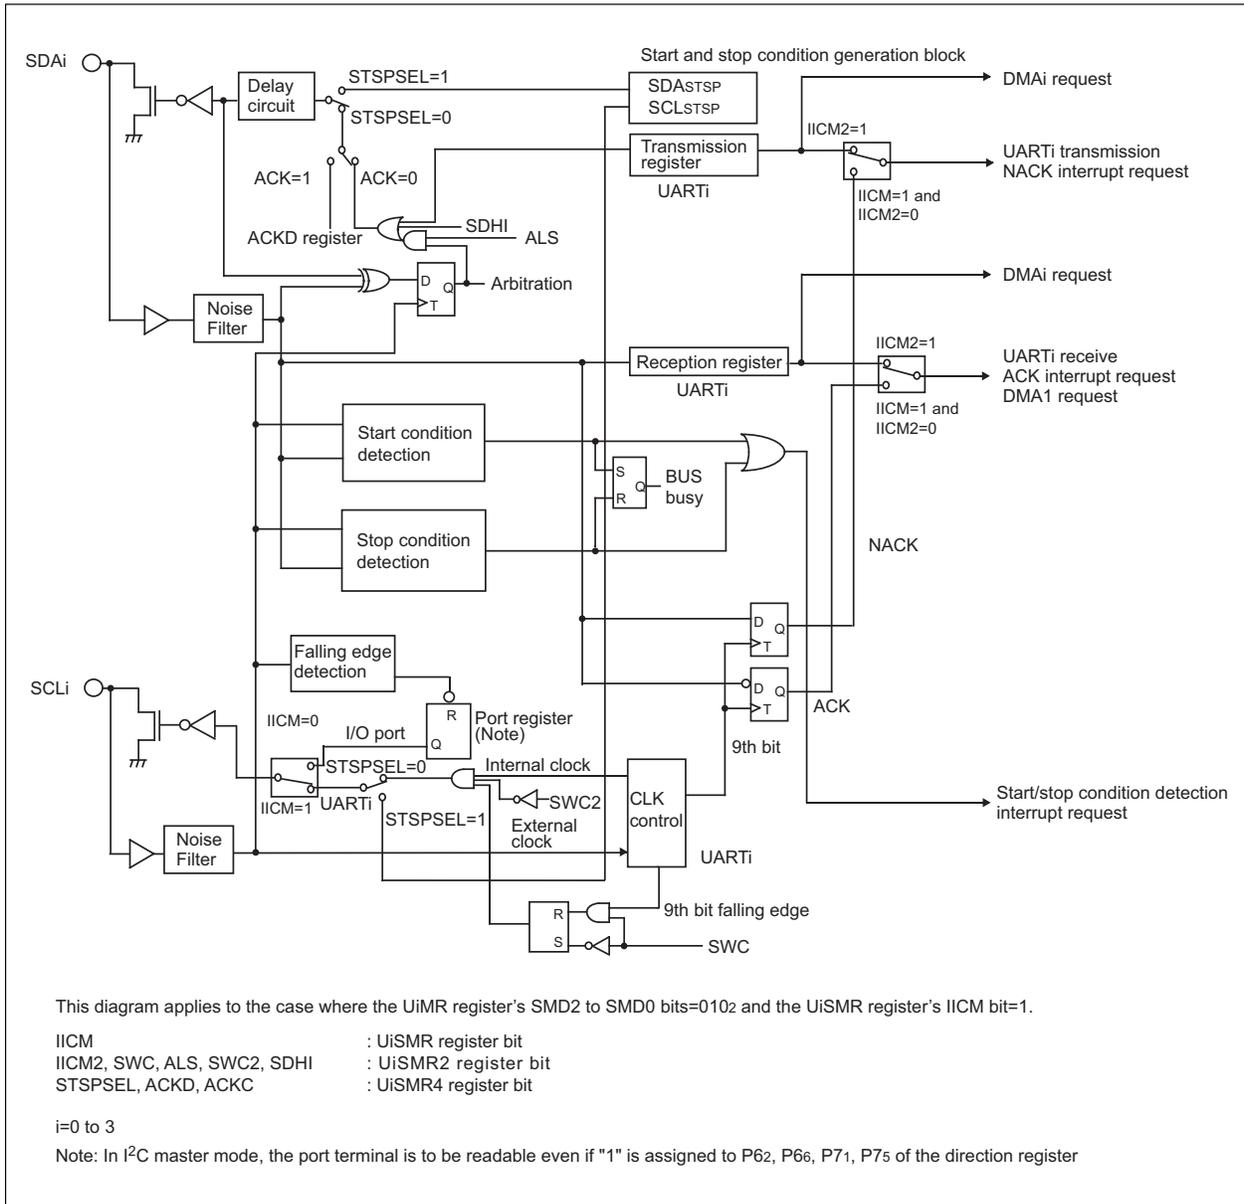 Start and stop condition generation block
SDAi
Delay
circuit
STSPSEL=1
STSPSEL=0
SDASTSP
SCLSTSP
DMAi request
IICM2=1
Transmission
register
UARTi
UARTi transmission
NACK interrupt request
IICM=1 and
IICM2=0
ACK=1
ACK=0
ACKD register
SDHI
ALS
D
Q
T
Arbitration
DMAi request
Noise
Filter
IICM2=1
Reception register
UARTi
UARTi receive
ACK interrupt request
DMA1 request
IICM=1 and
IICM2=0
Start condition
detection
S
R
Q
BUS
busy
Stop condition
detection
NACK
D
Q
T
Falling edge
detection
D
Q
T
ACK
9th bit
SCLi
R
Q
Port register
(Note)
IICM=0
I/O port
STSPSEL=0
IICM=1
UARTi
STSPSEL=1
Internal clock
SWC2
External
clock
CLK
control
UARTi
Start/stop condition detection
interrupt request
Noise
Filter
R
S
9th bit falling edge
SWC
This diagram applies to the case where the UiMR register’s SMD2 to SMD0 bits=0102 and the UiSMR register’s IICM bit=1.
IICM : UiSMR register bit
IICM2, SWC, ALS, SWC2, SDHI : UiSMR2 register bit
STSPSEL, ACKD, ACKC : UiSMR4 register bit
i=0 to 3
Note: In I2C master mode, the port terminal is to be readable even if "1" is assigned to P62, P66, P71, P75 of the direction register